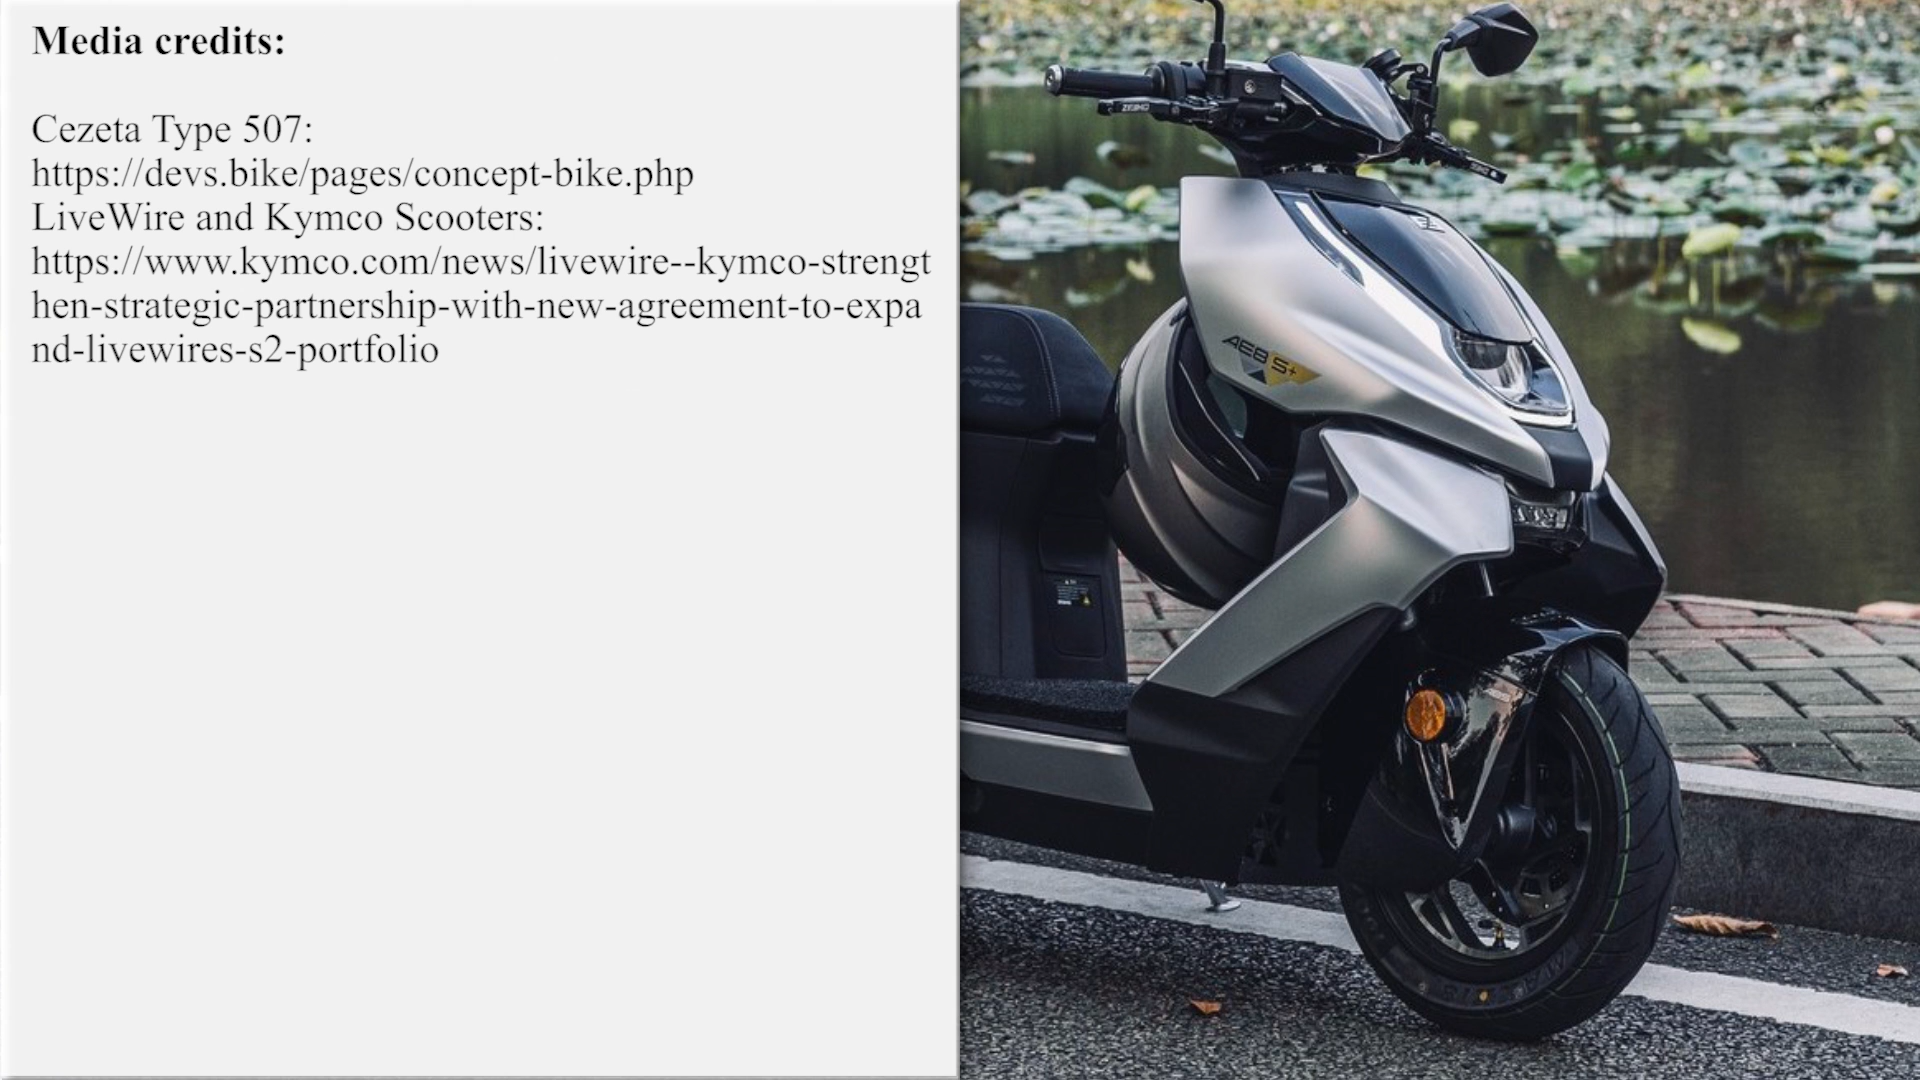 Media credits:
Cezeta Type 507:
https://devs.bike/pages/concept-bike.php
LiveWire and Kymco Scooters:
https://www.kymco.com/news/livewire--kymco-strengt
hen-strategic-partnership-with-new-agreement-to-expa
nd-livewires-s2-portfolio
AE8 S+